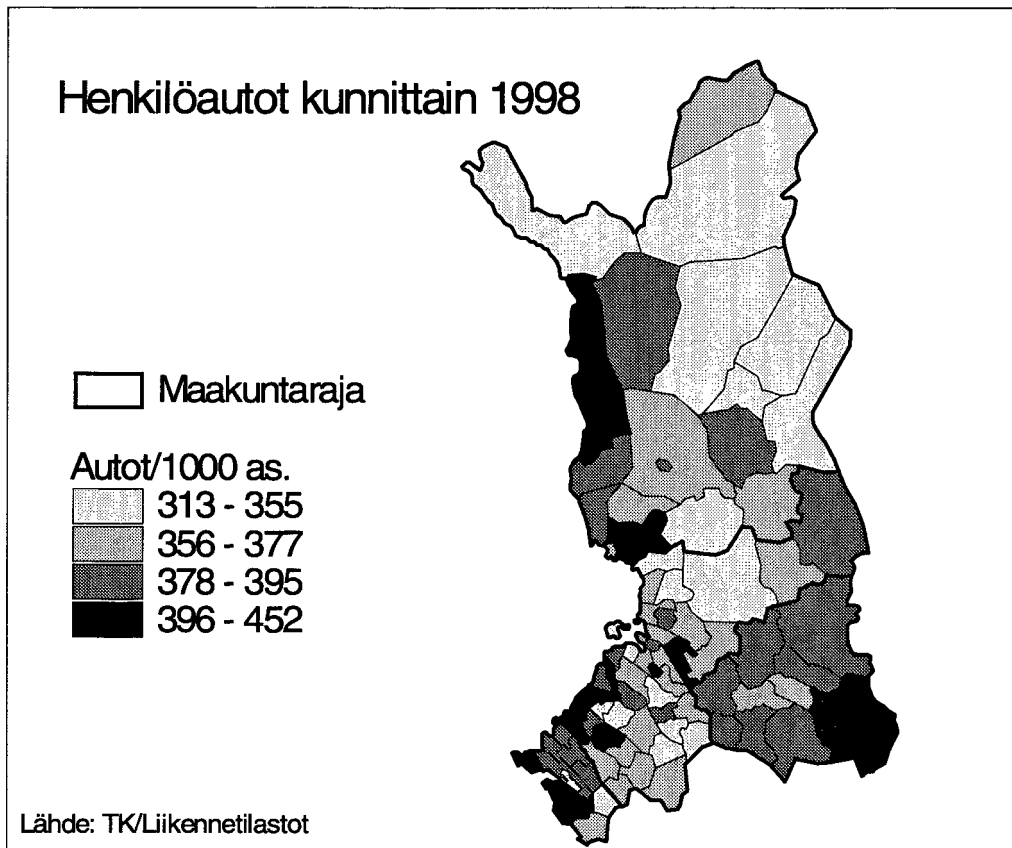 Henkilöautot kunnittain 1998
Maakuntaraja
Autot/1000 as.
313 - 355
356 - 377
378 - 395
396 - 452
Lähde: TK/Liikennetilastot